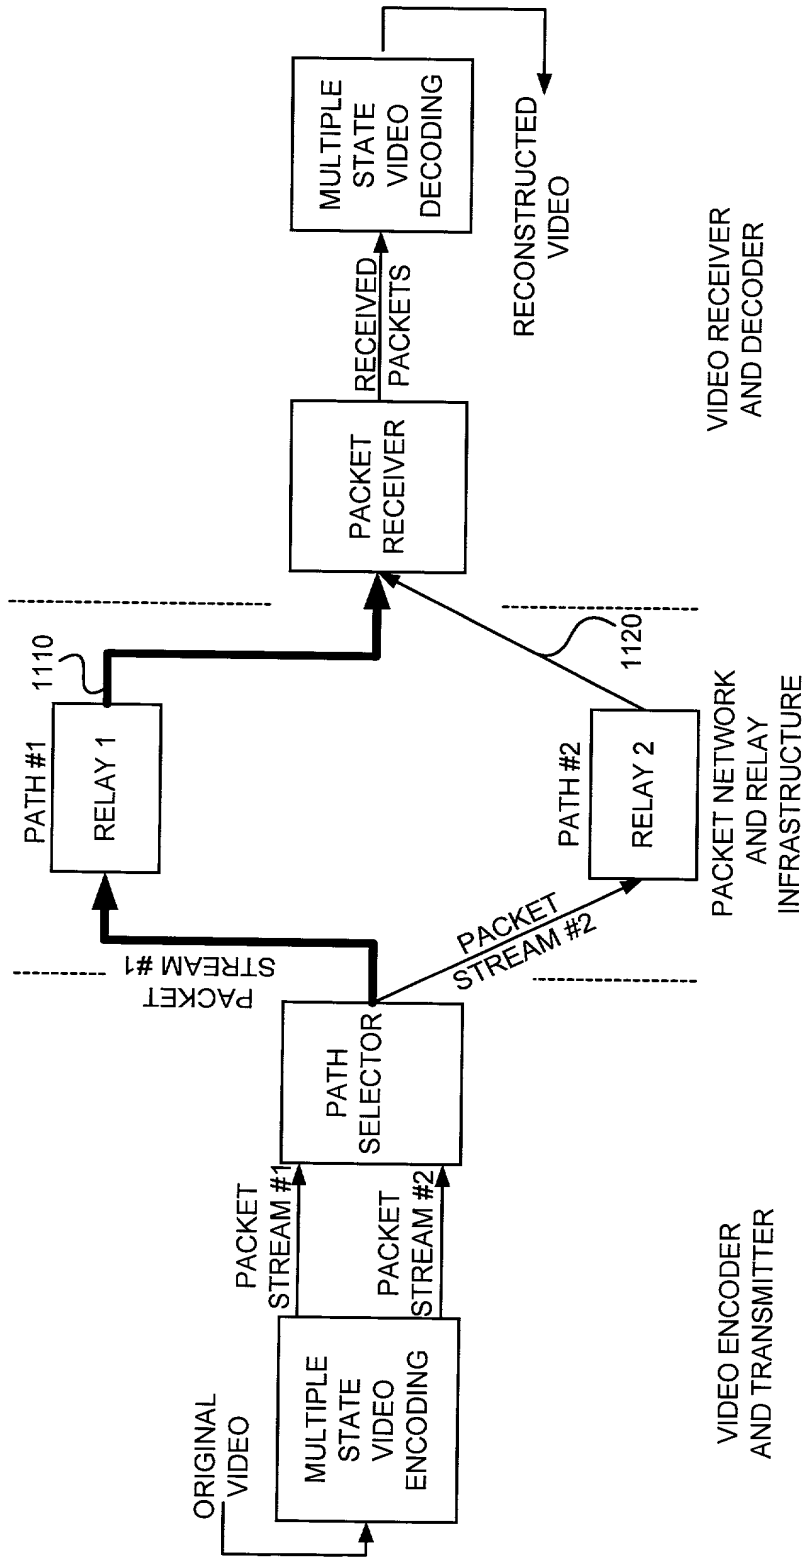 ORIGINAL
VIDEO
MULTIPLE
STATE
VIDEO
ENCODING
PACKET
STREAM #1
PACKET
STREAM #2
PATH
SELECTOR
PACKET
STREAM #1
PACKET
STREAM #2
PATH #1
RELAY 1
1110
PATH #2
RELAY 2
1120
PACKET
RECEIVER
RECEIVED
PACKETS
MULTIPLE
STATE
VIDEO
DECODING
RECONSTRUCTED
VIDEO
VIDEO ENCODER
AND TRANSMITTER
PACKET NETWORK
AND RELAY
INFRASTRUCTURE
VIDEO RECEIVER
AND DECODER